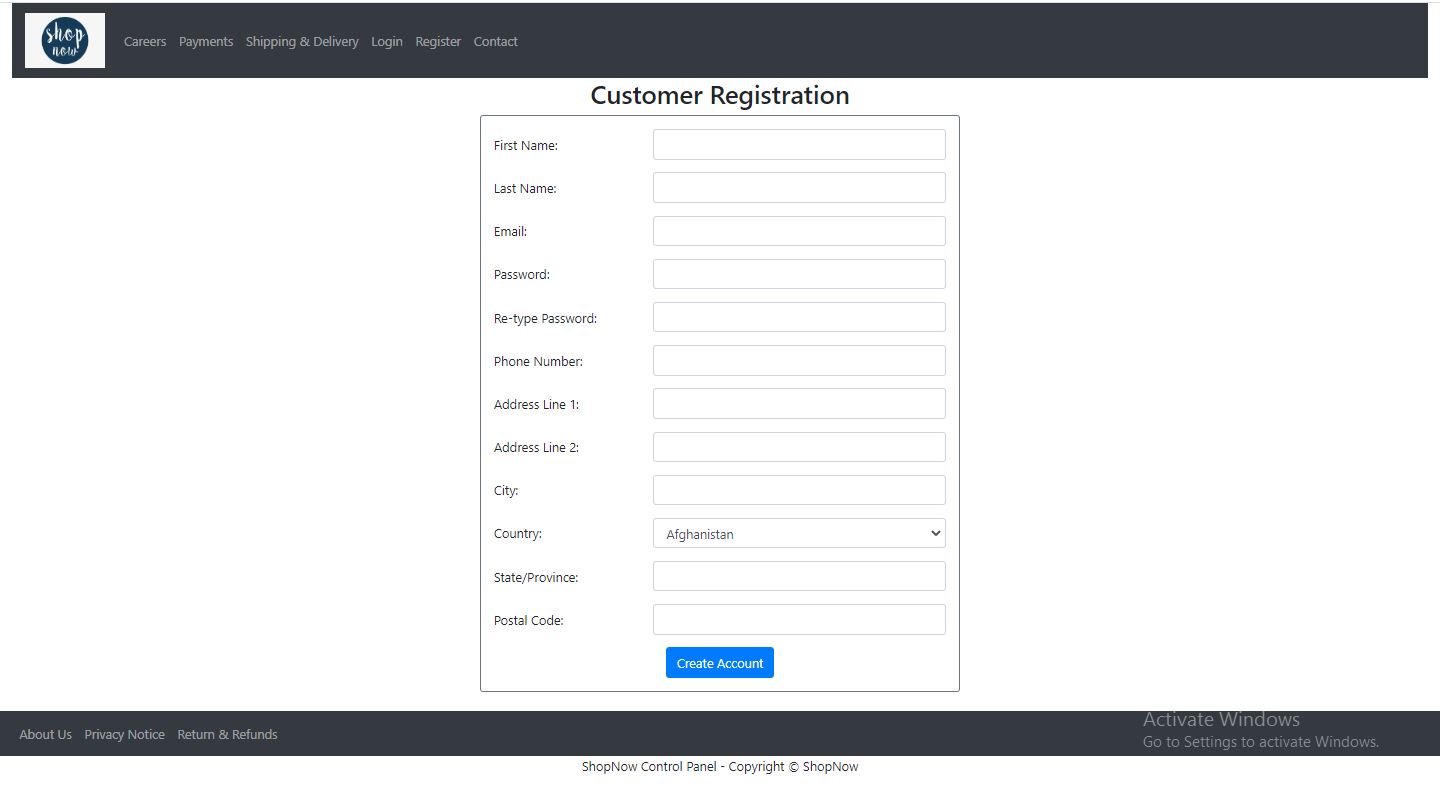 shop
now
Careers Payments Shipping & Delivery Login Register Contact
Customer Registration
First Name:
Last Name:
Email:
Password:
Re-type Password:
Phone Number:
Address Line 1:
Address Line 2:
City:
Country: Afghanistan
State/Province:
Postal Code:
Create Account
Activate Windows
About Us Privacy Notice Return & Refunds
Go to Settings to activate Windows.
ShopNow Control Panel - Copyright © ShopNow